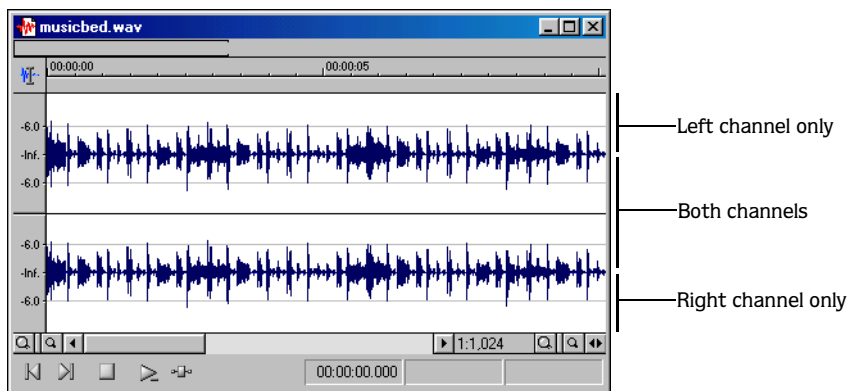 musicbed.wav
00:00:00 00:00:05
-6.0
-Inf.
-6.0
-6.0
-Inf.
-6.0
Left channel only
Both channels
Right channel only
1:1,024
00:00:00.000